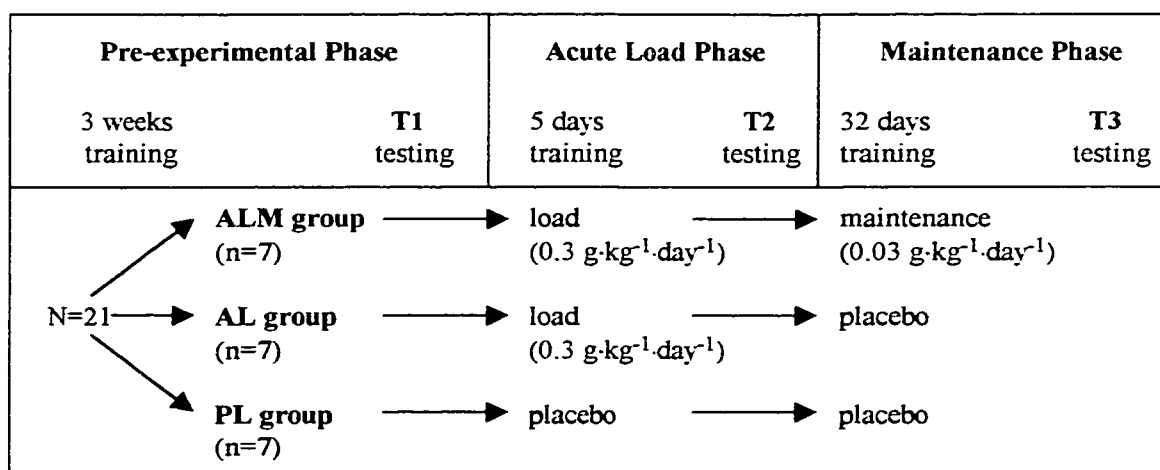 Pre-experimental Phase
Acute Load Phase
Maintenance Phase
3 weeks T1 5 days T2 32 days T3
training testing training testing training testing
ALM group load maintenance
(n=7) (0.3 g·kg⁻¹·day⁻¹) (0.03 g·kg⁻¹·day⁻¹)
N=21 AL group load placebo
(n=7) (0.3 g·kg⁻¹·day⁻¹)
PL group placebo placebo
(n=7)